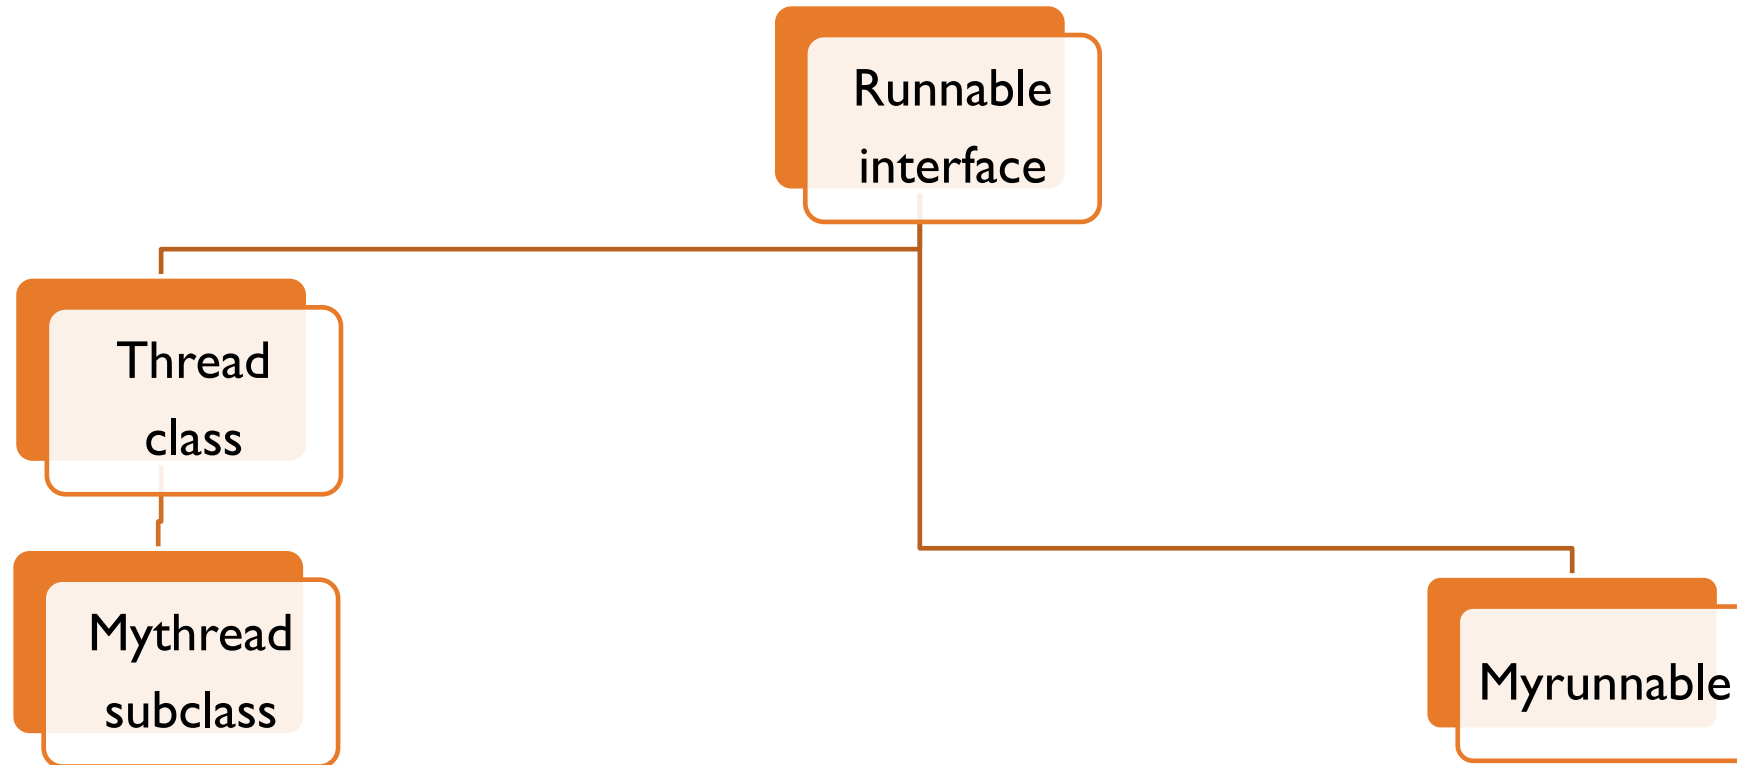 Runnable
interface
Thread
class
Mythread
subclass
Myrunnable